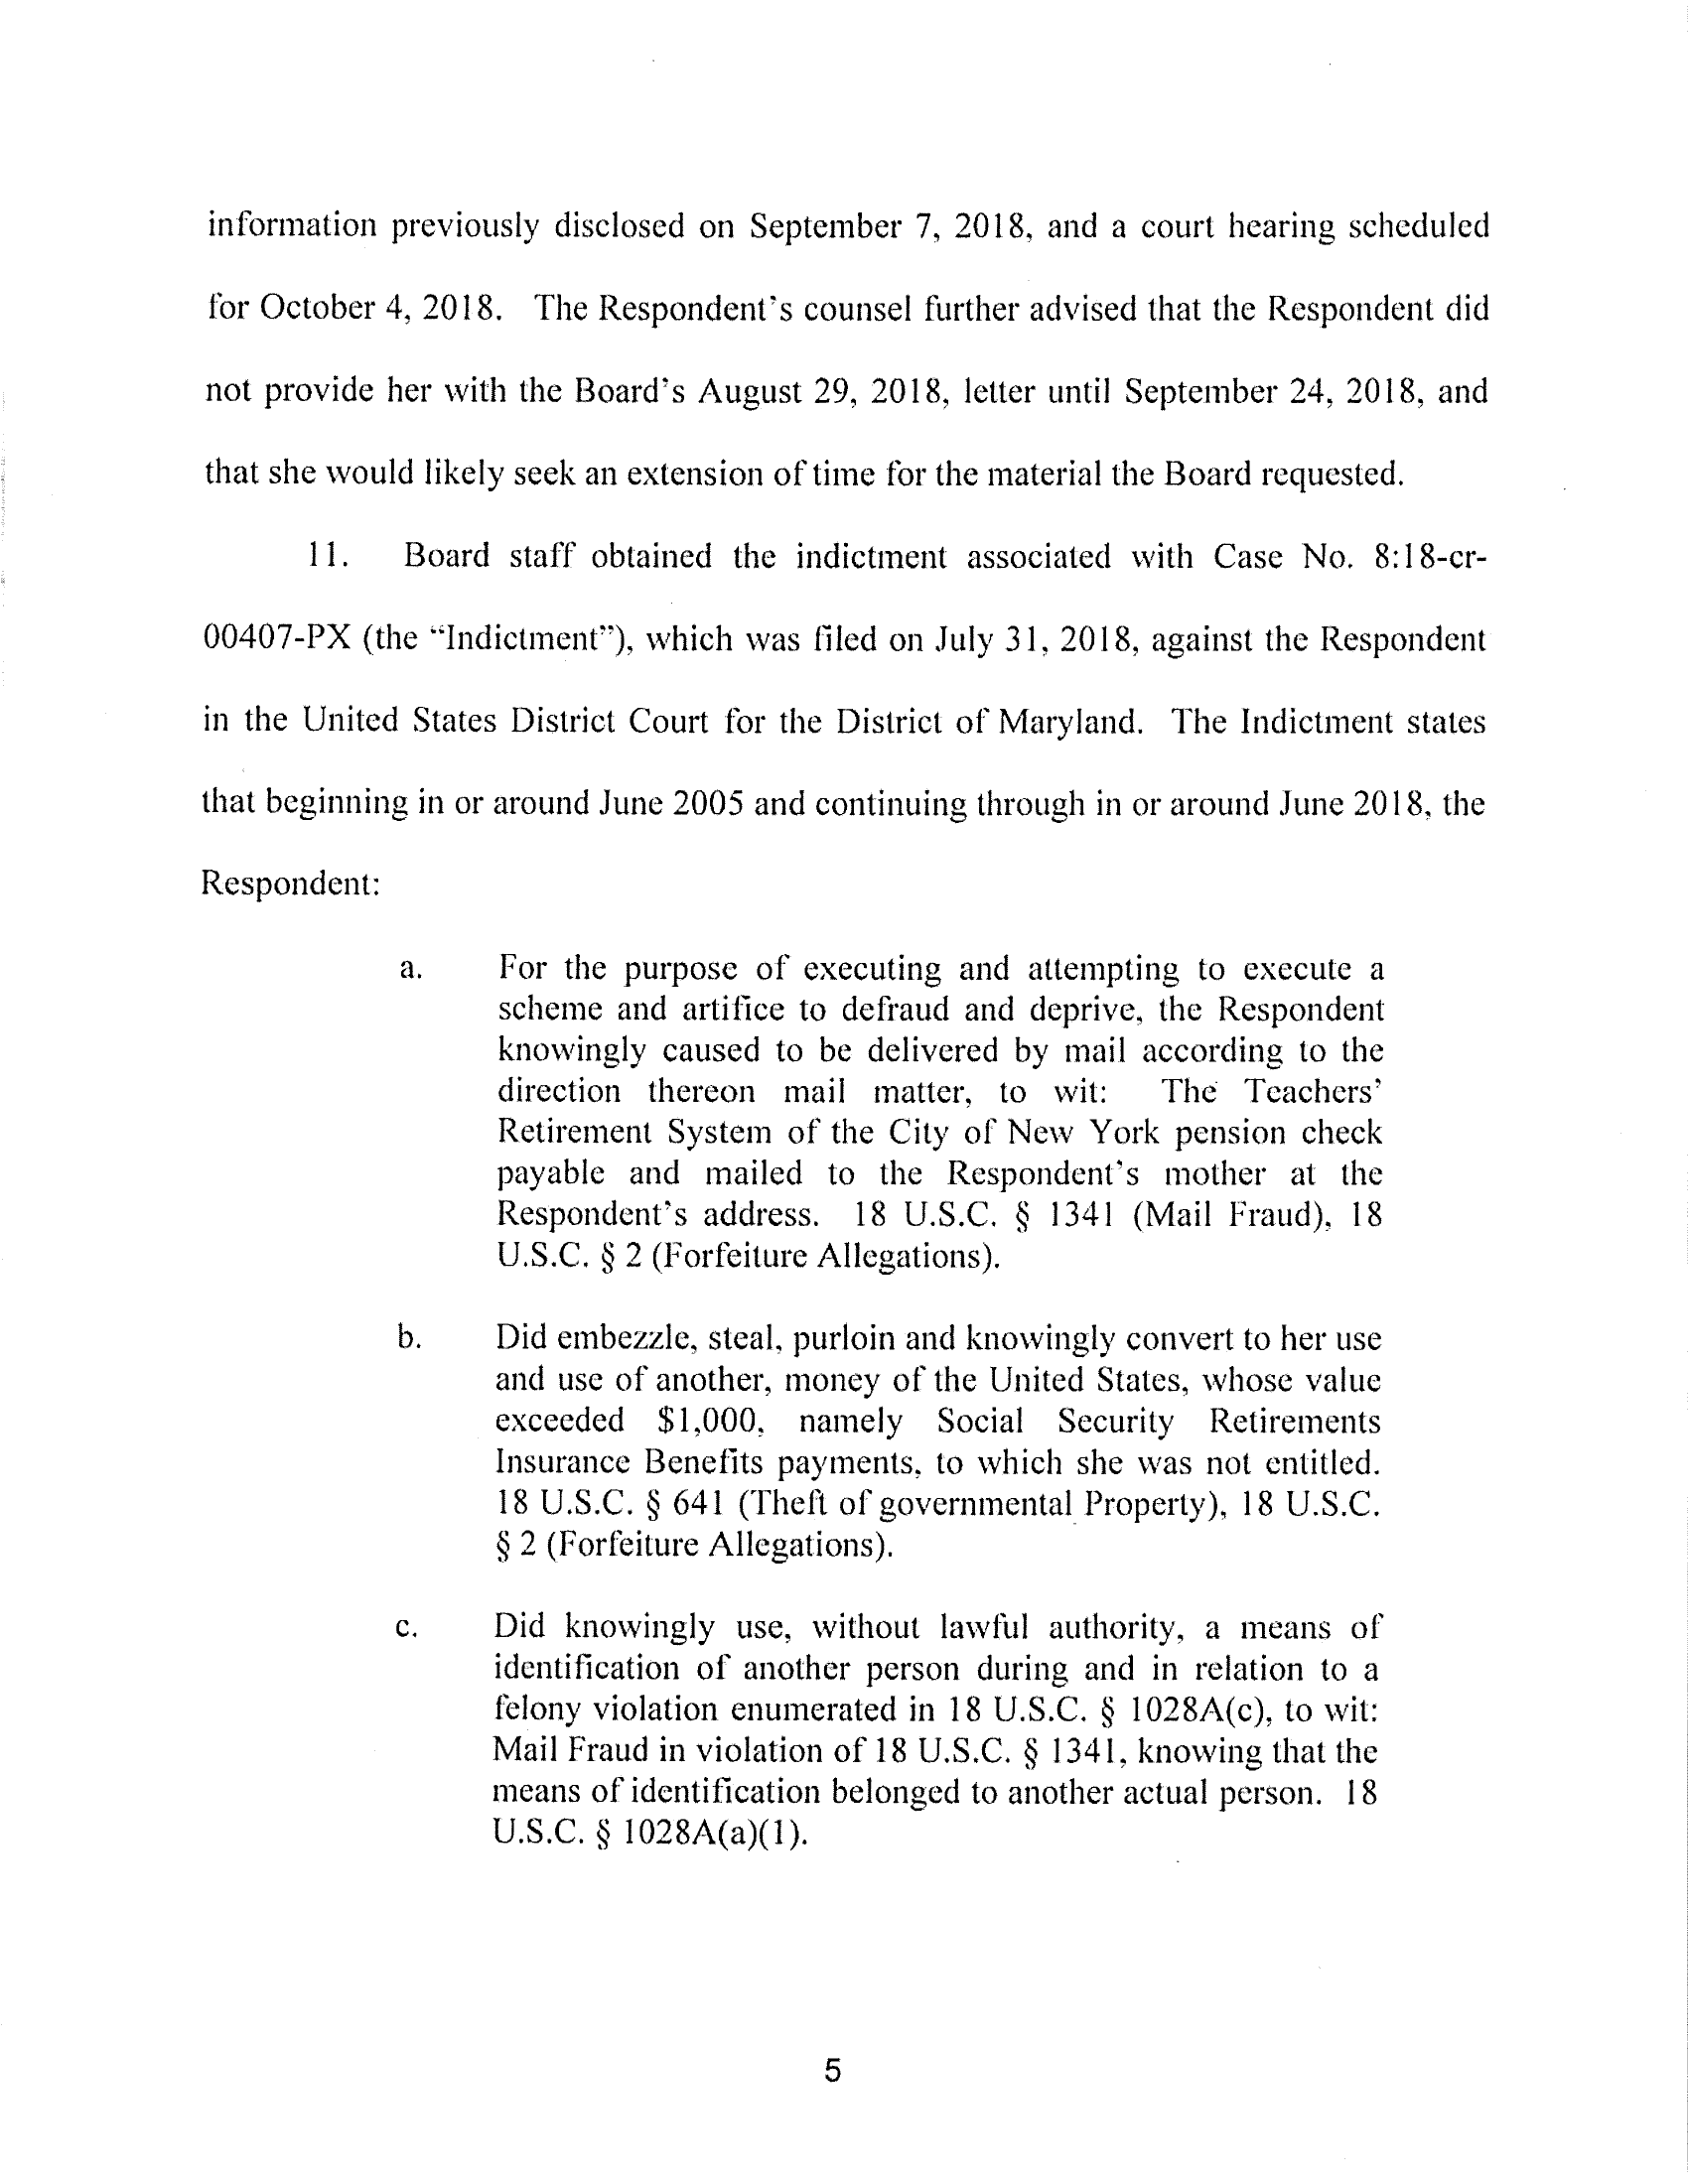 information previously disclosed on September 7, 2018, and a court hearing scheduled
for October 4, 2018. The Respondent's counsel further advised that the Respondent did
not provide her with the Board's August 29, 2018, letter until September 24, 2018, and
that she would likely seek an extension of time for the material the Board requested.
11. Board staff obtained the indictment associated with Case No. 8:18-cr-
00407-PX (the “Indictment”), which was filed on July 31, 2018, against the Respondent
in the United States District Court for the District of Maryland. The Indictment states
that beginning in or around June 2005 and continuing through in or around June 2018, the
Respondent:
a. For the purpose of executing and attempting to execute a
scheme and artifice to defraud and deprive, the Respondent
knowingly caused to be delivered by mail according to the
direction thereon mail matter, to wit: The Teachers'
Retirement System of the City of New York pension check
payable and mailed to the Respondent's mother at the
Respondent's address. 18 U.S.C. § 1341 (Mail Fraud), 18
U.S.C. § 2 (Forfeiture Allegations).
b. Did embezzle, steal, purloin and knowingly convert to her use
and use of another, money of the United States, whose value
exceeded $1,000, namely Social Security Retirements
Insurance Benefits payments, to which she was not entitled.
18 U.S.C. § 641 (Theft of governmental Property), 18 U.S.C.
§ 2 (Forfeiture Allegations).
c. Did knowingly use, without lawful authority, a means of
identification of another person during and in relation to a
felony violation enumerated in 18 U.S.C. § 1028A(c), to wit:
Mail Fraud in violation of 18 U.S.C. § 1341, knowing that the
means of identification belonged to another actual person. 18
U.S.C. § 1028A(a)(1).
5